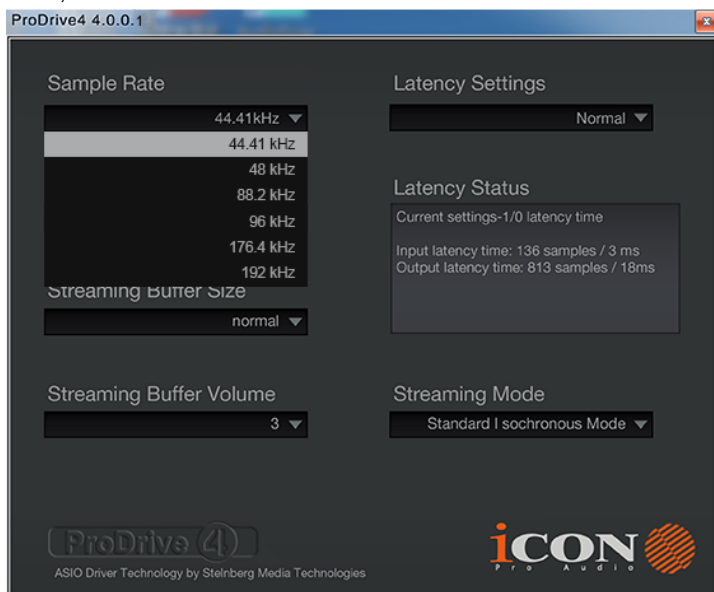 ProDrive4 4.0.0.1
Sample Rate
44.41kHz
44.41 kHz
48 kHz
88.2 kHz
96 kHz
176.4 kHz
192 kHz
Streaming Buffer Size
normal
Streaming Buffer Volume
3
Latency Settings
Normal
Latency Status
Current settings-1/0 latency time
Input latency time: 136 samples / 3 ms
Output latency time: 813 samples / 18ms
Streaming Mode
Standard I sochronous Mode
ProDrive 4
ASIO Driver Technology by Steinberg Media Technologies
iCON
Pro Audio